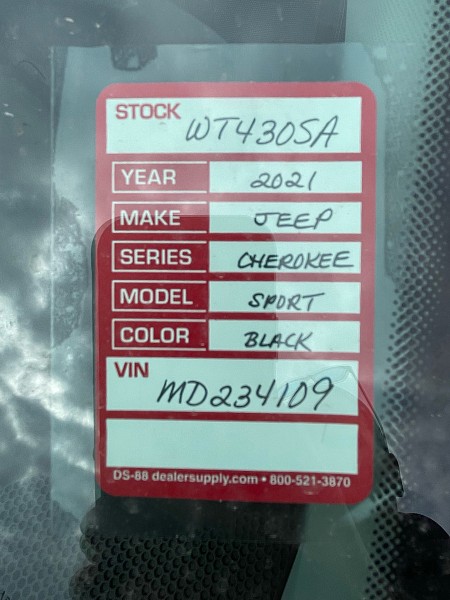 STOCK
WT4305A
YEAR 2021
MAKE JEEP
SERIES CHEROKEE
MODEL SPORT
COLOR BLACK
VIN
MD234109
DS-88 dealersupply.com • 800-521-3870